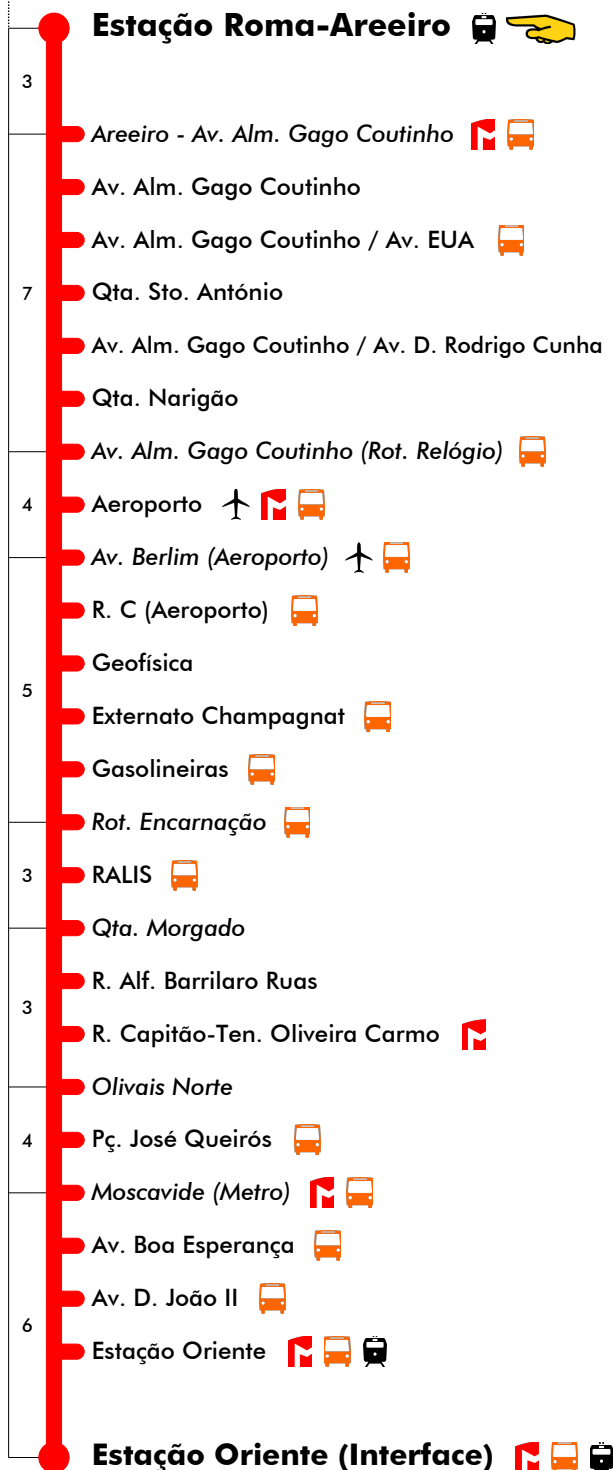 Estação Roma-Areeiro
3
Areeiro - Av. Alm. Gago Coutinho
Av. Alm. Gago Coutinho
Av. Alm. Gago Coutinho / Av. EUA
7
Qta. Sto. António
Av. Alm. Gago Coutinho / Av. D. Rodrigo Cunha
Qta. Narigão
Av. Alm. Gago Coutinho (Rot. Relógio)
4
Aeroporto
Av. Berlim (Aeroporto)
R. C (Aeroporto)
Geofísica
5
Externato Champagnat
Gasolineiras
Rot. Encarnação
3
RALIS
Qta. Morgado
R. Alf. Barrilaro Ruas
3
R. Capitão-Ten. Oliveira Carmo
Olivais Norte
4
Pç. José Queirós
Moscavide (Metro)
Av. Boa Esperança
Av. D. João II
6
Estação Oriente
Estação Oriente (Interface)